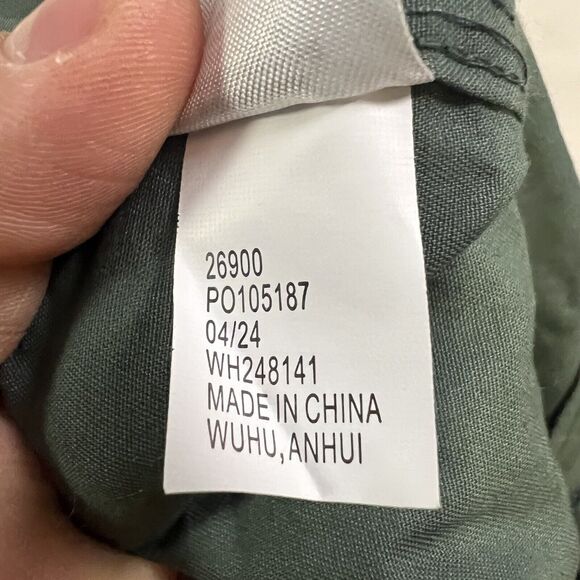 26900
PO105187
04/24
WH248141
MADE IN CHINA
WUHU, ANHUI